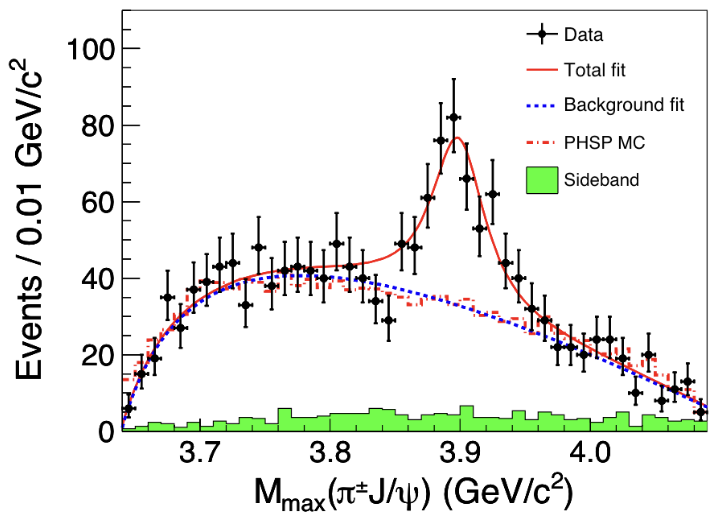 100
80
60
40
20
0
Events / 0.01 GeV/c²
Data
Total fit
Background fit
PHSP MC
Sideband
3.7 3.8 3.9 4.0
M_max(π±J/ψ) (GeV/c²)